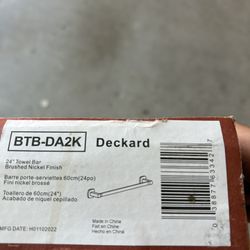 BTB-DA2K Deckard
24" Towel Bar
Brushed Nickel Finish
Barre porte-serviettes 60cm(24po)
Fini nickel brossé
Toallero de 60cm(24")
Acabado de níquel cepillado
MFG DATE: H01102022
Made in China
Fait en Chine
Hecho en China